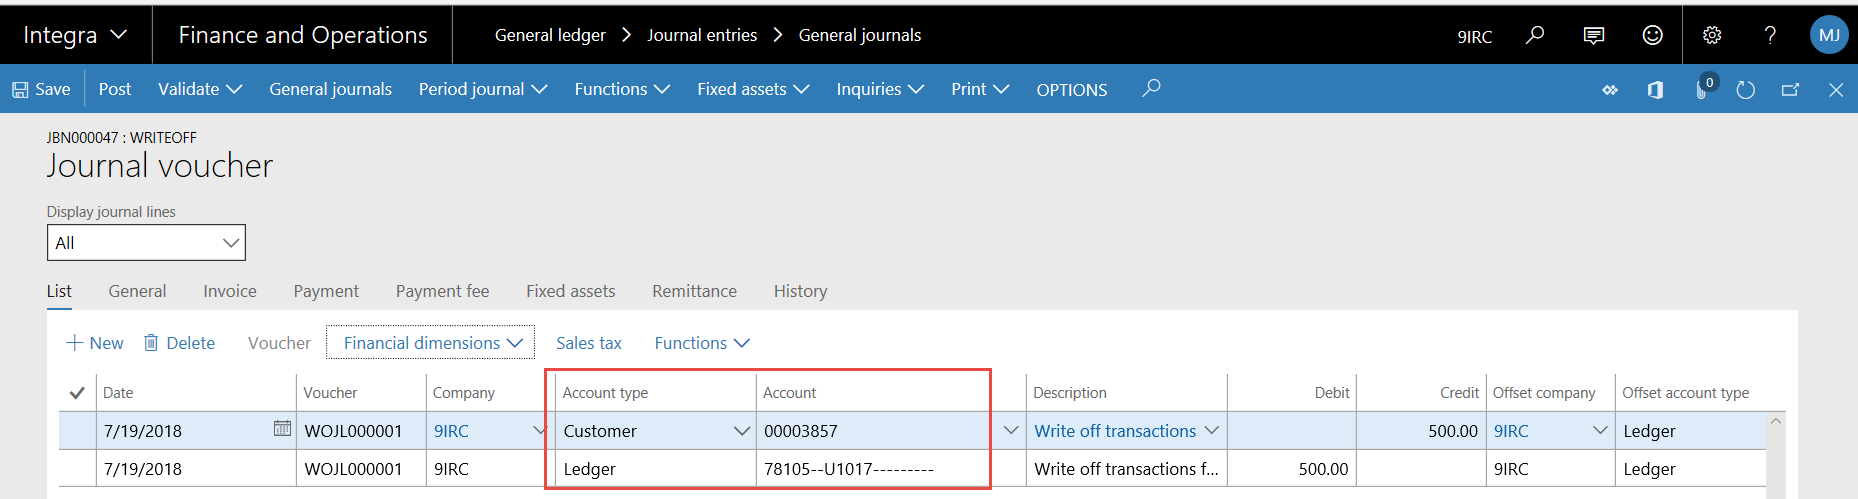 Integra Finance and Operations General ledger > Journal entries > General journals 9IRC ? MJ
Save Post Validate General journals Period journal Functions Fixed assets Inquiries Print OPTIONS 0
JBN000047 : WRITEOFF
Journal voucher
Display journal lines
All
List General Invoice Payment Payment fee Fixed assets Remittance History
+ New Delete Voucher Financial dimensions Sales tax Functions
Date Voucher Company Account type Account Description Debit Credit Offset company Offset account type
7/19/2018 WOJL000001 9IRC Customer 00003857 Write off transactions 500.00 9IRC Ledger
7/19/2018 WOJL000001 9IRC Ledger 78105--U1017--------- Write off transactions f... 500.00 9IRC Ledger